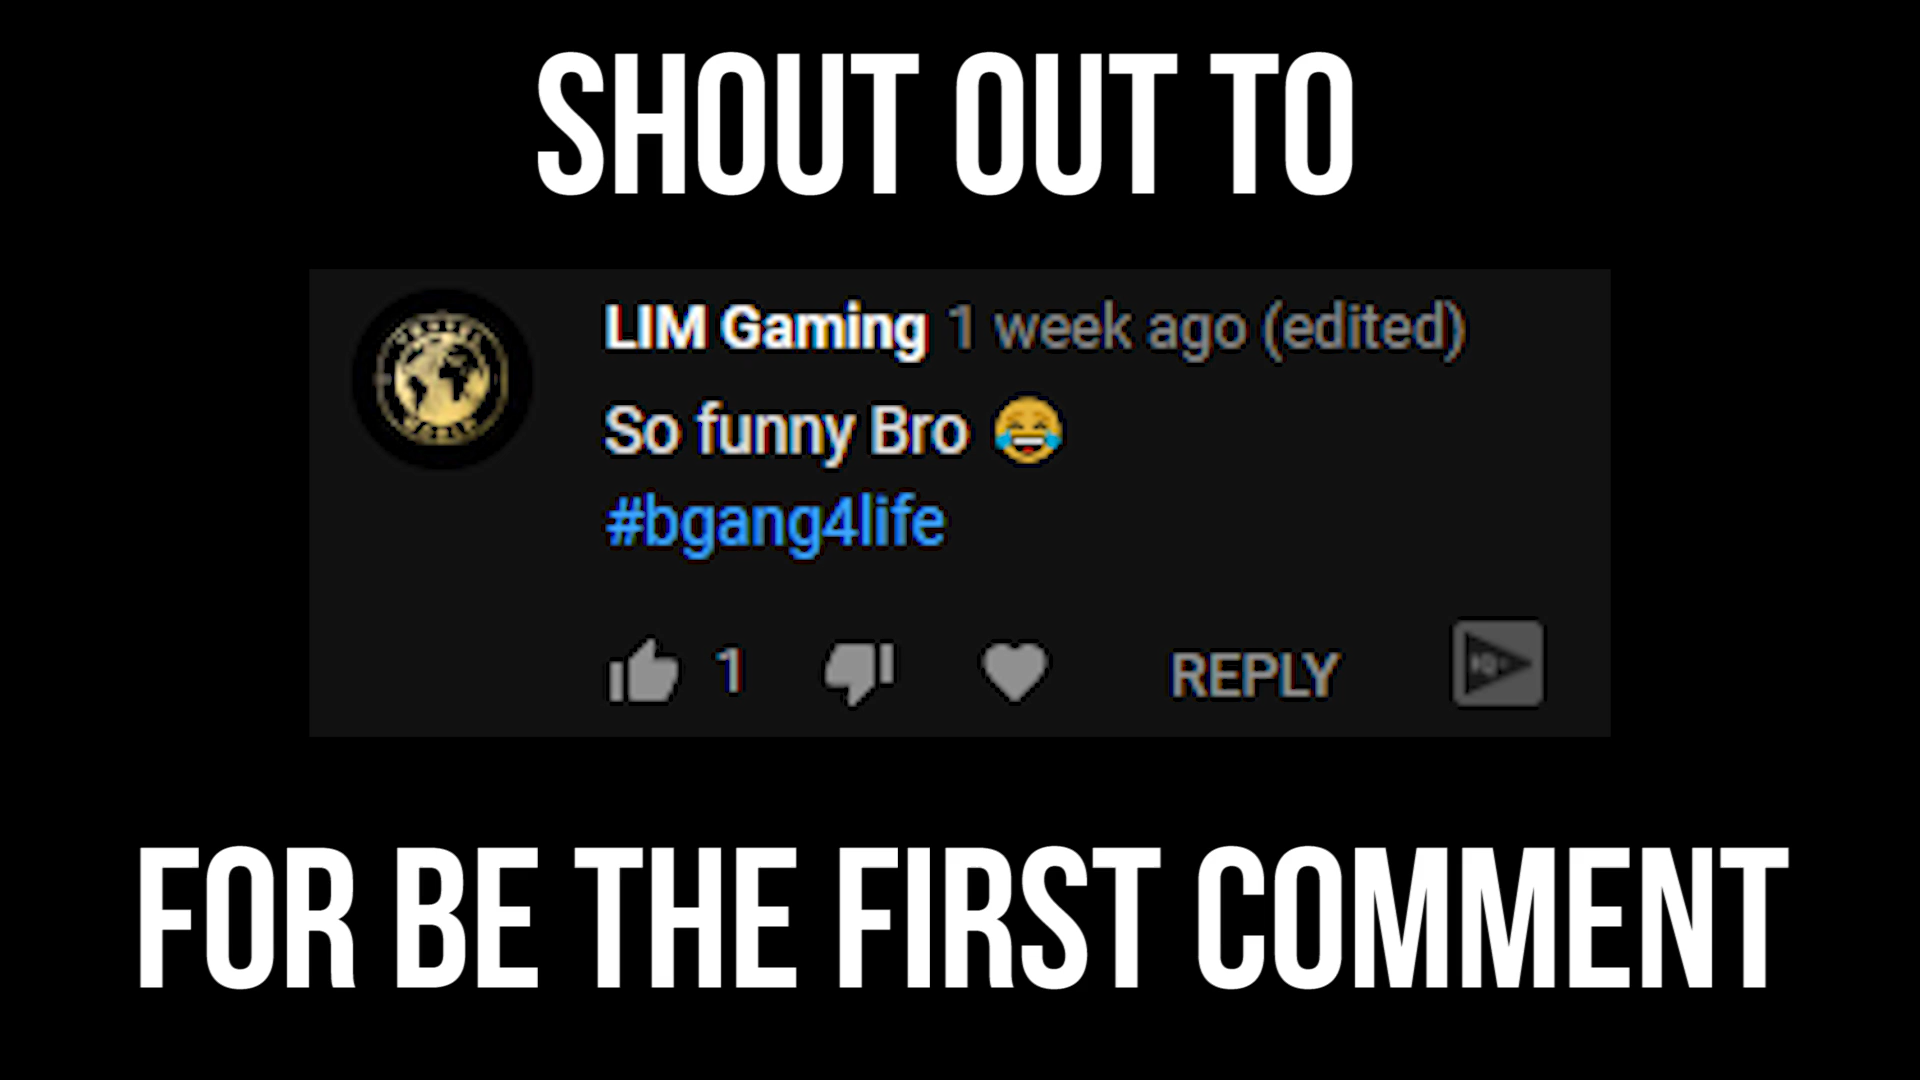 SHOUT OUT TO
LIM Gaming 1 week ago (edited)
So funny Bro 😂
#bgang4life
1
REPLY
FOR BE THE FIRST COMMENT